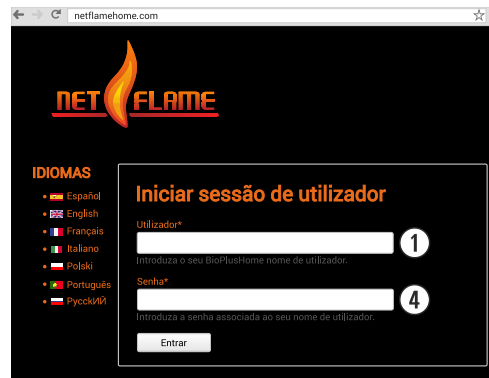 netflamehome.com
NET FLAME
IDIOMAS
Español
English
Français
Italiano
Polski
Português
РусскИЙ
Iniciar sessão de utilizador
Utilizador*
1
Introduza o seu BioPlusHome nome de utilizador.
Senha*
4
Introduza a senha associada ao seu nome de utilizador.
Entrar